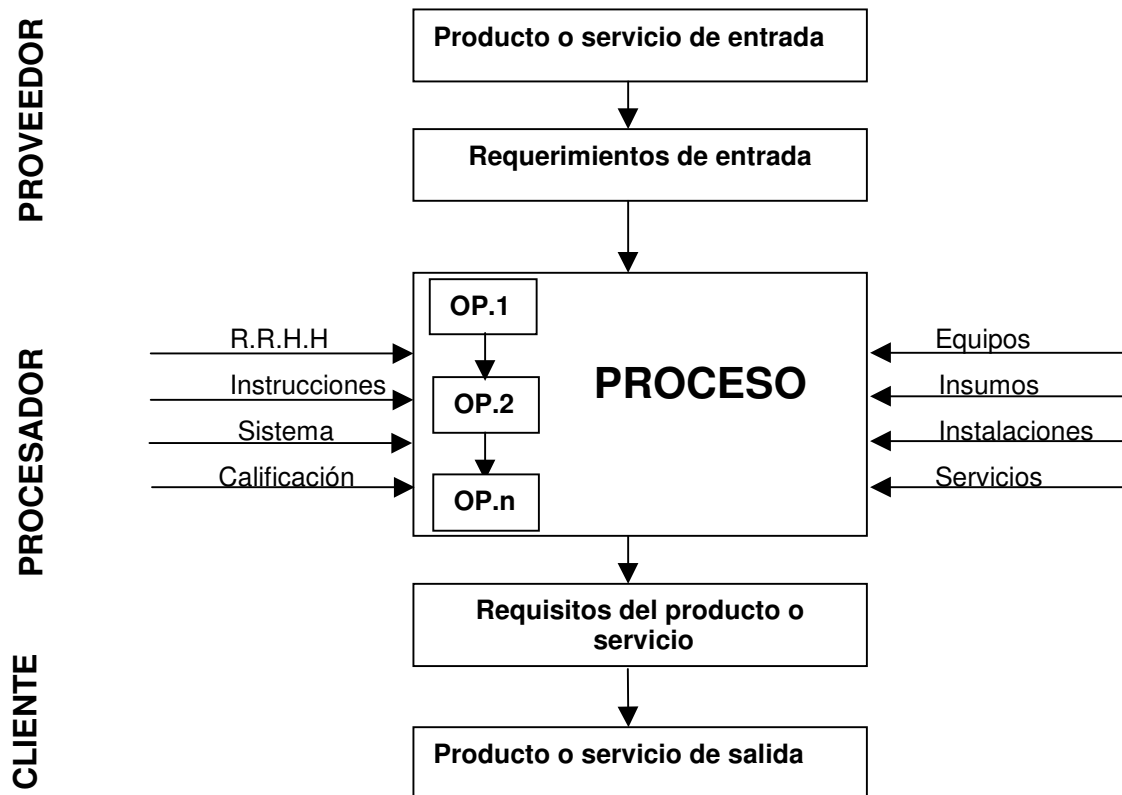 PROVEEDOR
Producto o servicio de entrada
Requerimientos de entrada
PROCESADOR
R.R.H.H
Instrucciones
Sistema
Calificación
OP.1
OP.2
OP.n
PROCESO
Equipos
Insumos
Instalaciones
Servicios
CLIENTE
Requisitos del producto o
servicio
Producto o servicio de salida